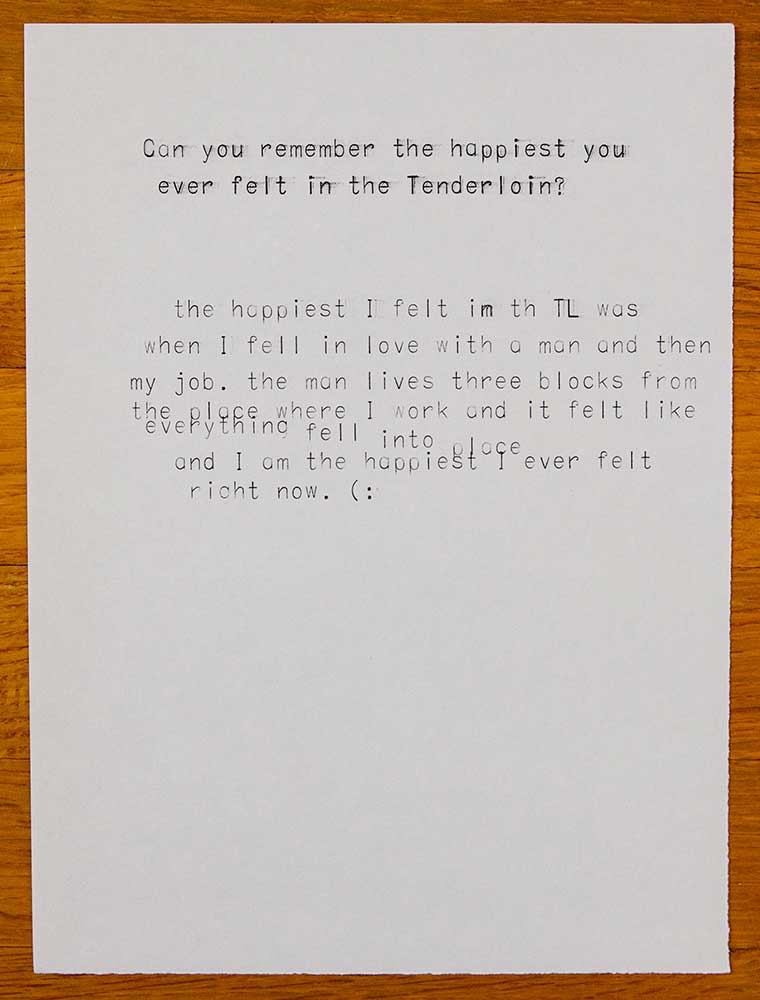 Can you remember the happiest you
ever felt in the Tenderloin?
the happiest I felt im th TL was
when I fell in love with a man and then
my job. the man lives three blocks from
the place where I work and it felt like
everything fell into place
and I am the happiest I ever felt
right now. (: